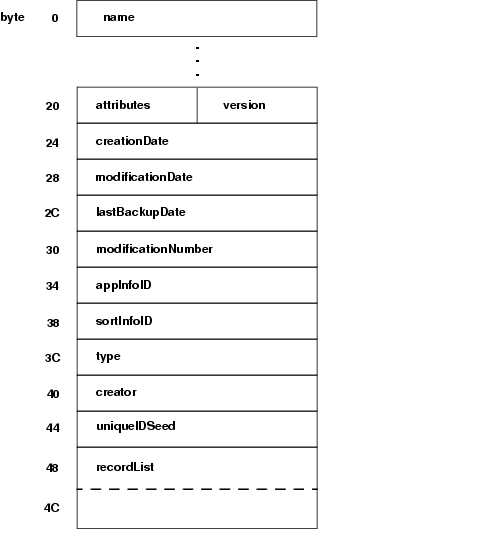 byte 0 name
20 attributes version
24 creationDate
28 modificationDate
2C lastBackupDate
30 modificationNumber
34 appInfoID
38 sortInfoID
3C type
40 creator
44 uniqueIDSeed
48 recordList
4C